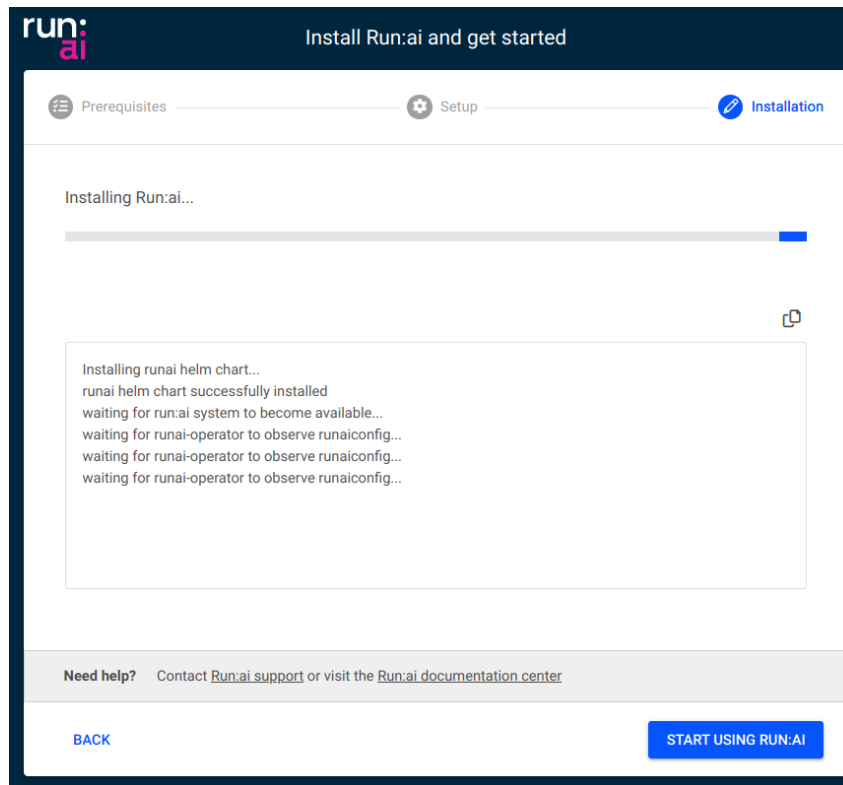 run:
ai
Install Run:ai and get started
Prerequisites
Setup
Installation
Installing Run:ai...
Installing runai helm chart...
runai helm chart successfully installed
waiting for run:ai system to become available...
waiting for runai-operator to observe runaiconfig...
waiting for runai-operator to observe runaiconfig...
waiting for runai-operator to observe runaiconfig...
Need help? Contact Run:ai support or visit the Run:ai documentation center
BACK
START USING RUN:AI